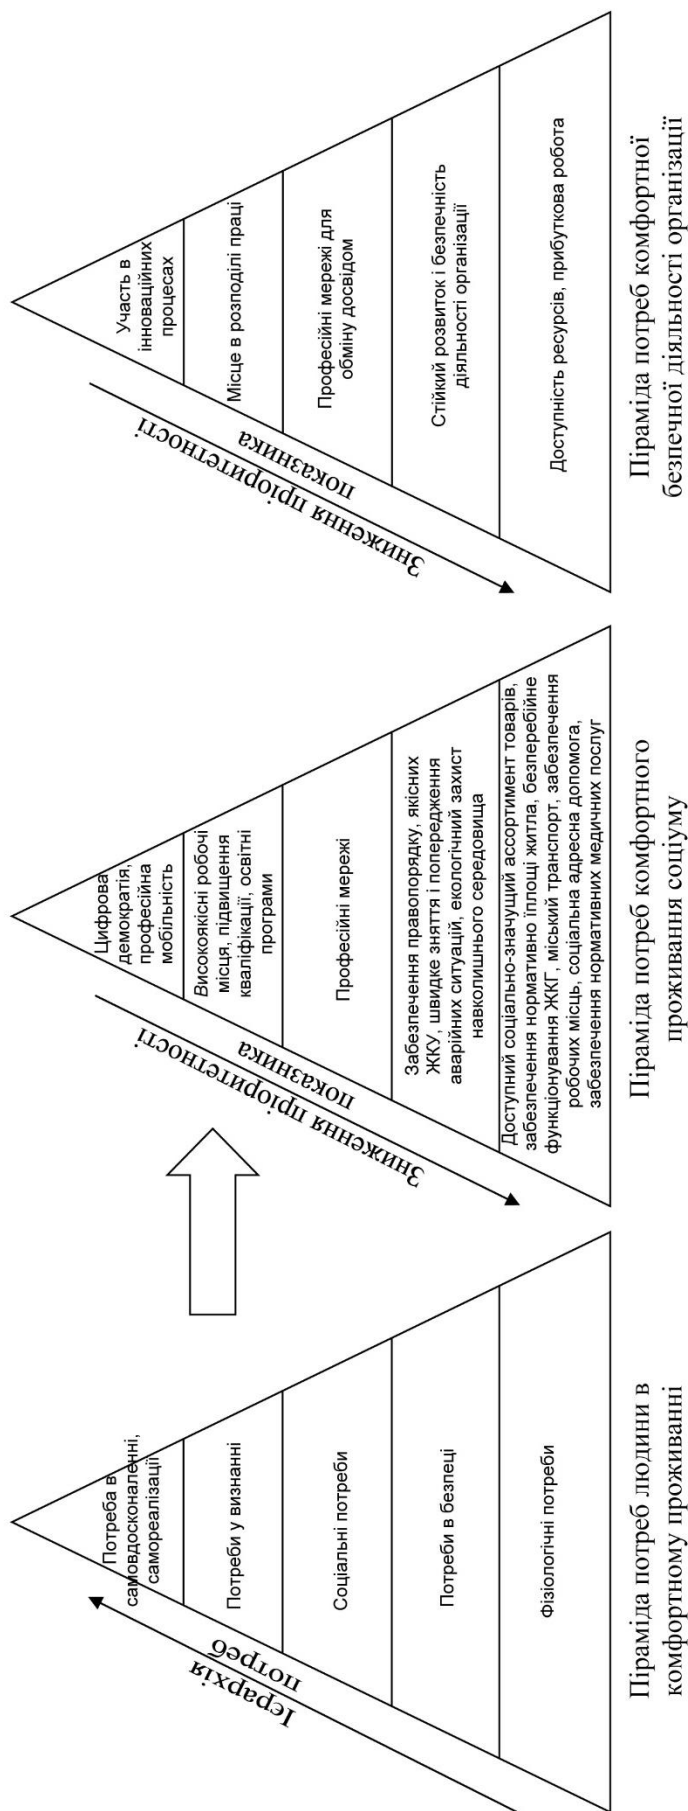 Ієрархія
потреб
Потреба в
самовдосконаленні,
самореалізації
Потреби у визнанні
Соціальні потреби
Потреби в безпеці
Фізіологічні потреби
Піраміда потреб людини в
комфортному проживанні
Зниження пріоритетності
показника
Цифрова
демократія,
професійна
мобільність
Високоякісні робочі
місця, підвищення
кваліфікації, освітні
програми
Професійні мережі
Забезпечення правопорядку, якісних
ЖКУ, швидке зняття і попередження
аварійних ситуацій, екологічний захист
навколишнього середовища
Доступний соціально-значущий ассортимент товарів,
забезпечення нормативно їплощі житла, безперебійне
функціонування ЖКГ, міський транспорт, забезпечення
робочих місць, соціальна адресна допомога,
забезпечення нормативних медичних послуг
Піраміда потреб комфортного
проживання соціуму
Зниження пріоритетності
показника
Участь в
інноваційних
процесах
Місце в розподілі праці
Професійні мережі для
обміну досвідом
Стійкий розвиток і безпечність
діяльності організації
Доступність ресурсів, прибуткова робота
Піраміда потреб комфортної
безпечної діяльності організації